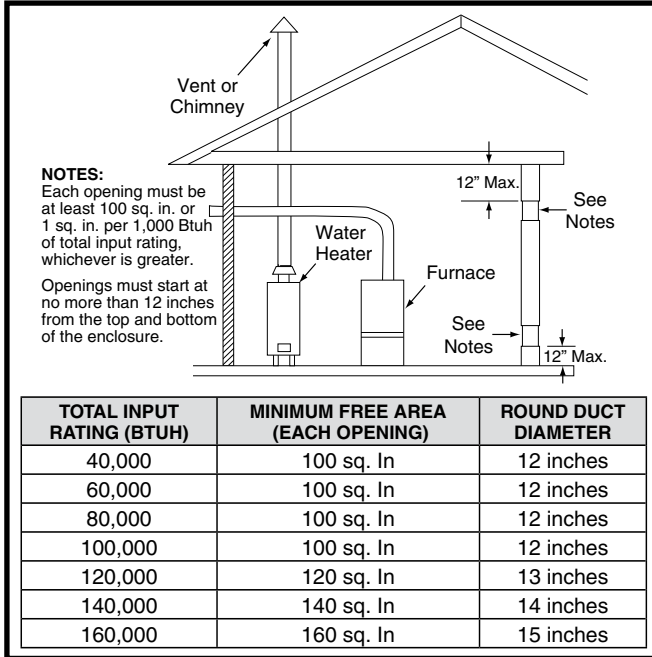 Vent or
Chimney
NOTES:
Each opening must be
at least 100 sq. in. or
1 sq. in. per 1,000 Btuh
of total input rating,
whichever is greater.
Openings must start at
no more than 12 inches
from the top and bottom
of the enclosure.
Water
Heater
Furnace
12” Max.
See
Notes
See
Notes
12” Max.
TOTAL INPUT RATING (BTUH) MINIMUM FREE AREA (EACH OPENING) ROUND DUCT DIAMETER
40,000 100 sq. In 12 inches
60,000 100 sq. In 12 inches
80,000 100 sq. In 12 inches
100,000 100 sq. In 12 inches
120,000 120 sq. In 13 inches
140,000 140 sq. In 14 inches
160,000 160 sq. In 15 inches